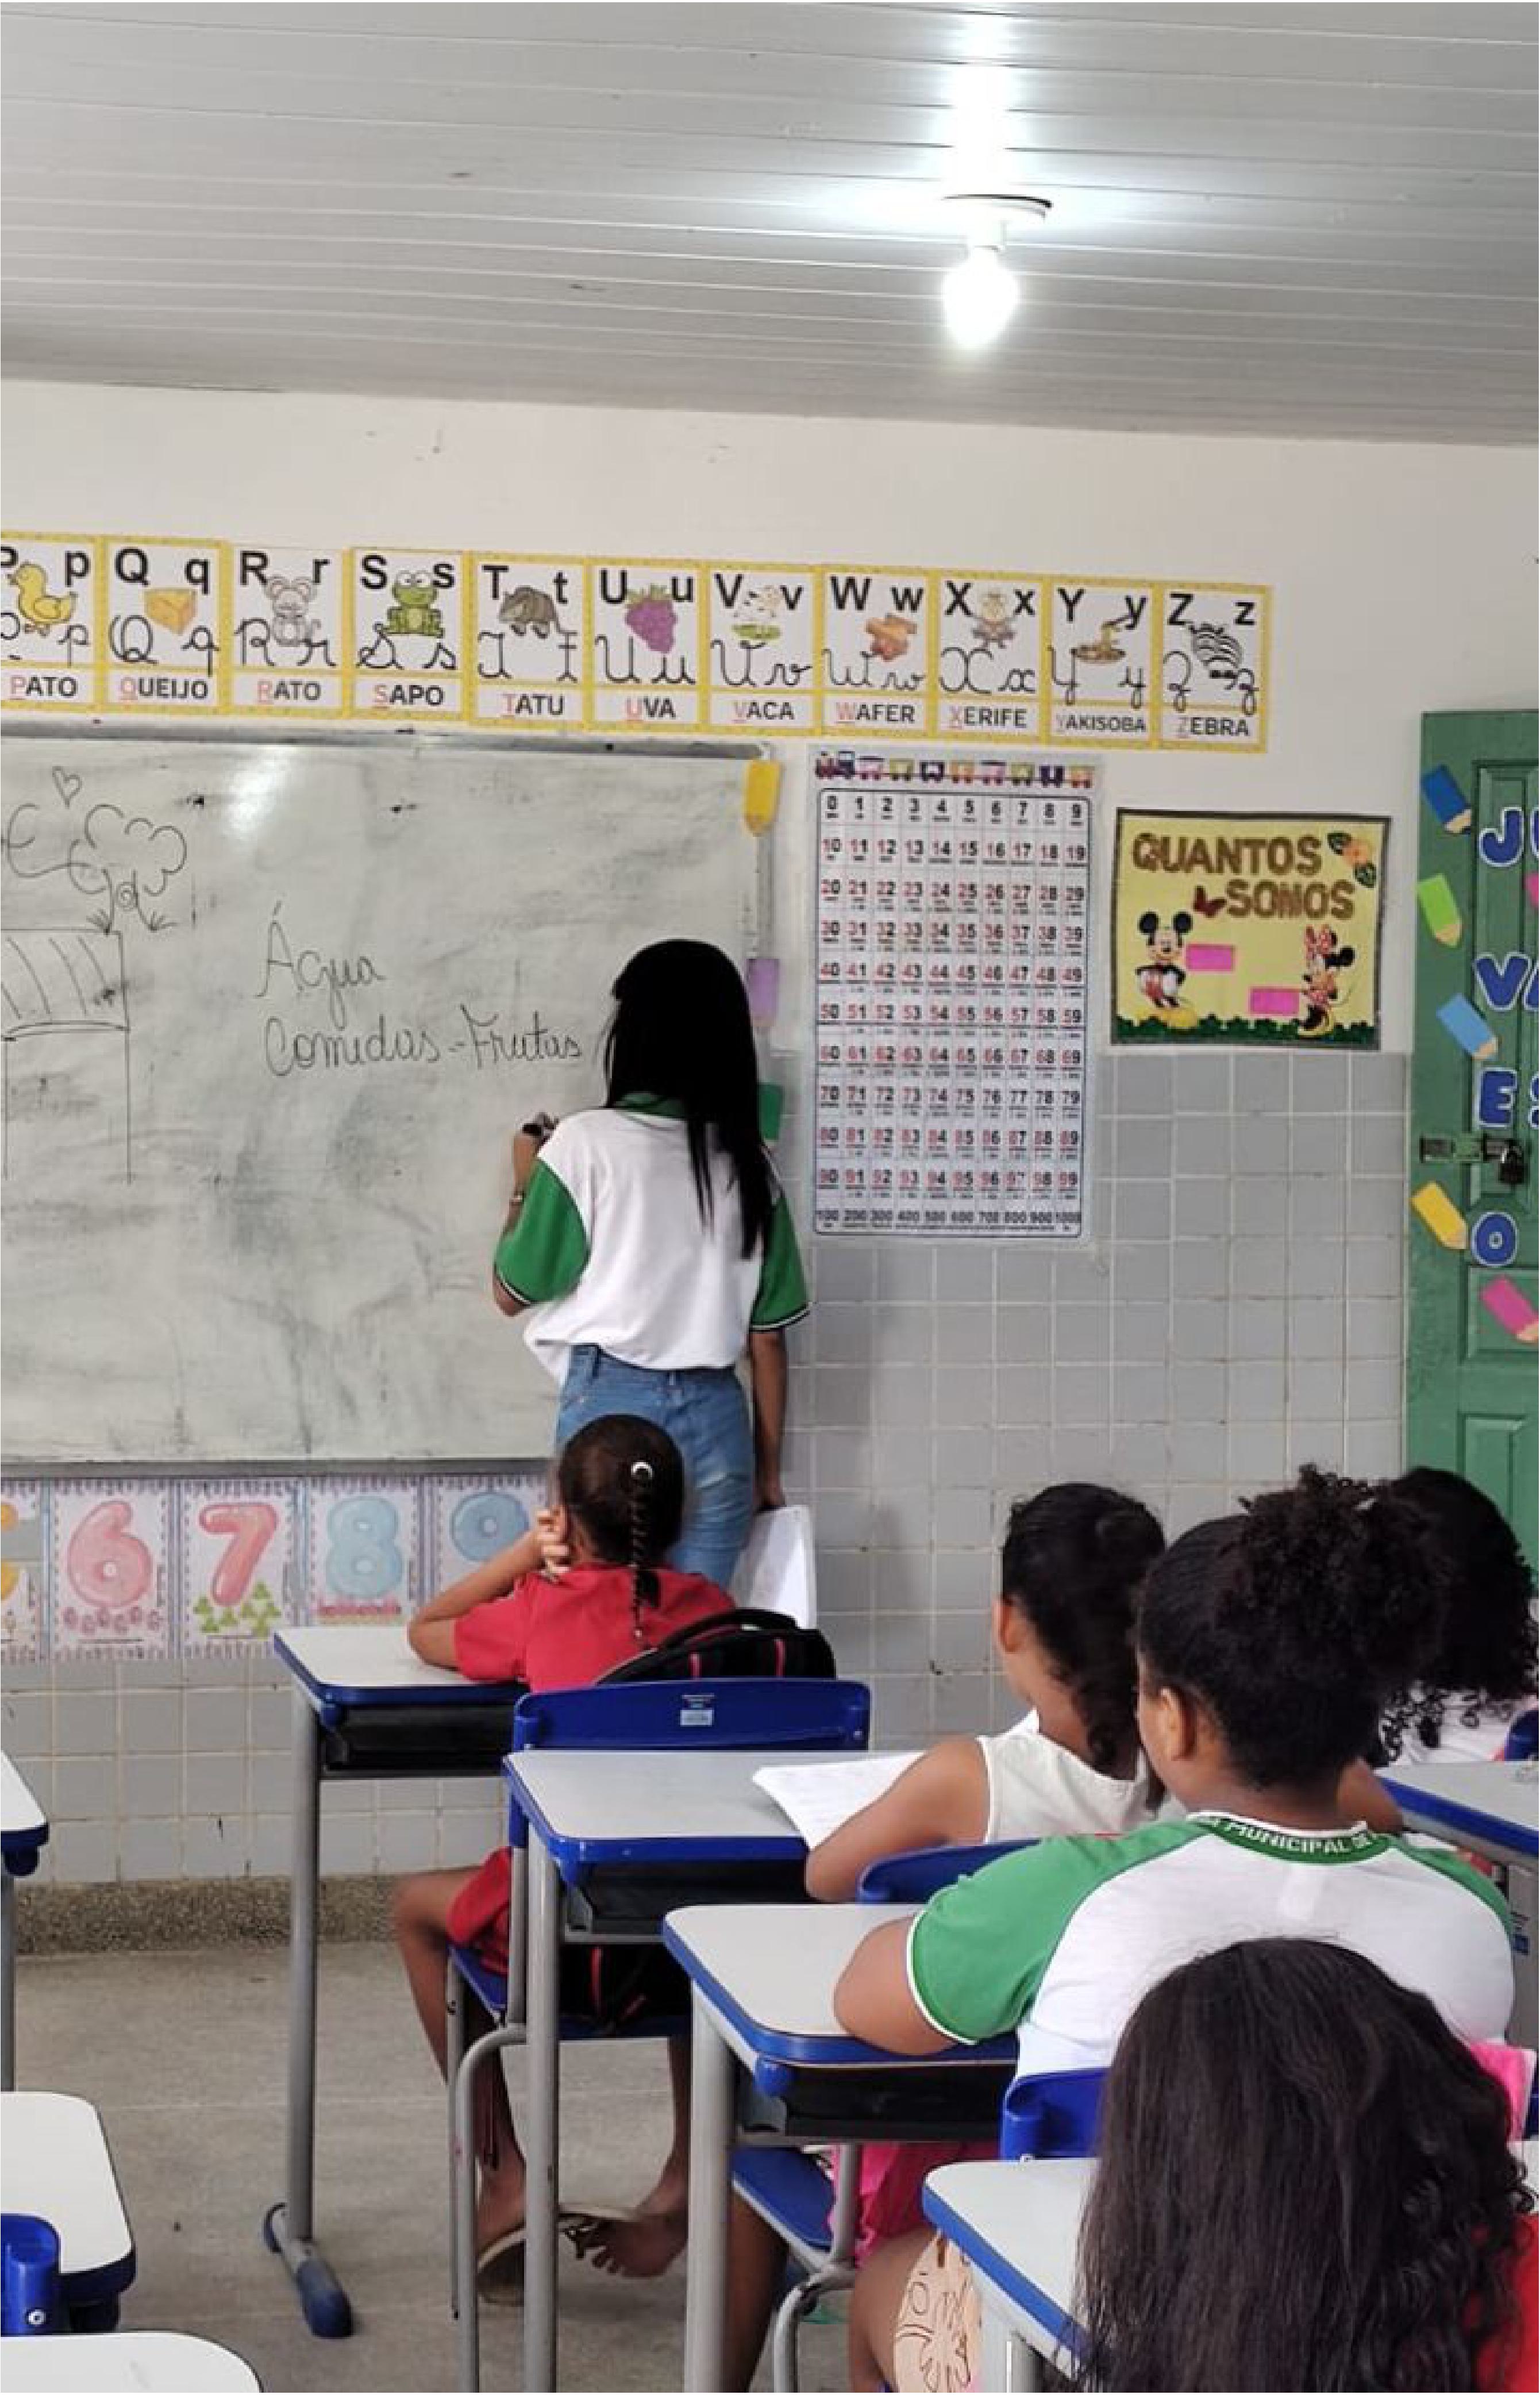 P p Q q R r S s T t U u V v W w X x Y y Z z
P p Q q R r S s T t U u V v W w X x Y y Z z
PATO QUEIJO RATO SAPO TATU UVA VACA WAFER XERIFE YAKISOBA ZEBRA
Água
Comidas - Frutas
0 1 2 3 4 5 6 7 8 9
10 11 12 13 14 15 16 17 18 19
20 21 22 23 24 25 26 27 28 29
30 31 32 33 34 35 36 37 38 39
40 41 42 43 44 45 46 47 48 49
50 51 52 53 54 55 56 57 58 59
60 61 62 63 64 65 66 67 68 69
70 71 72 73 74 75 76 77 78 79
80 81 82 83 84 85 86 87 88 89
90 91 92 93 94 95 96 97 98 99
100 200 300 400 500 600 700 800 900 1000
QUANTOS
SOMOS
J
V
E
O
6 7 8 9
MUNICIPAL DE